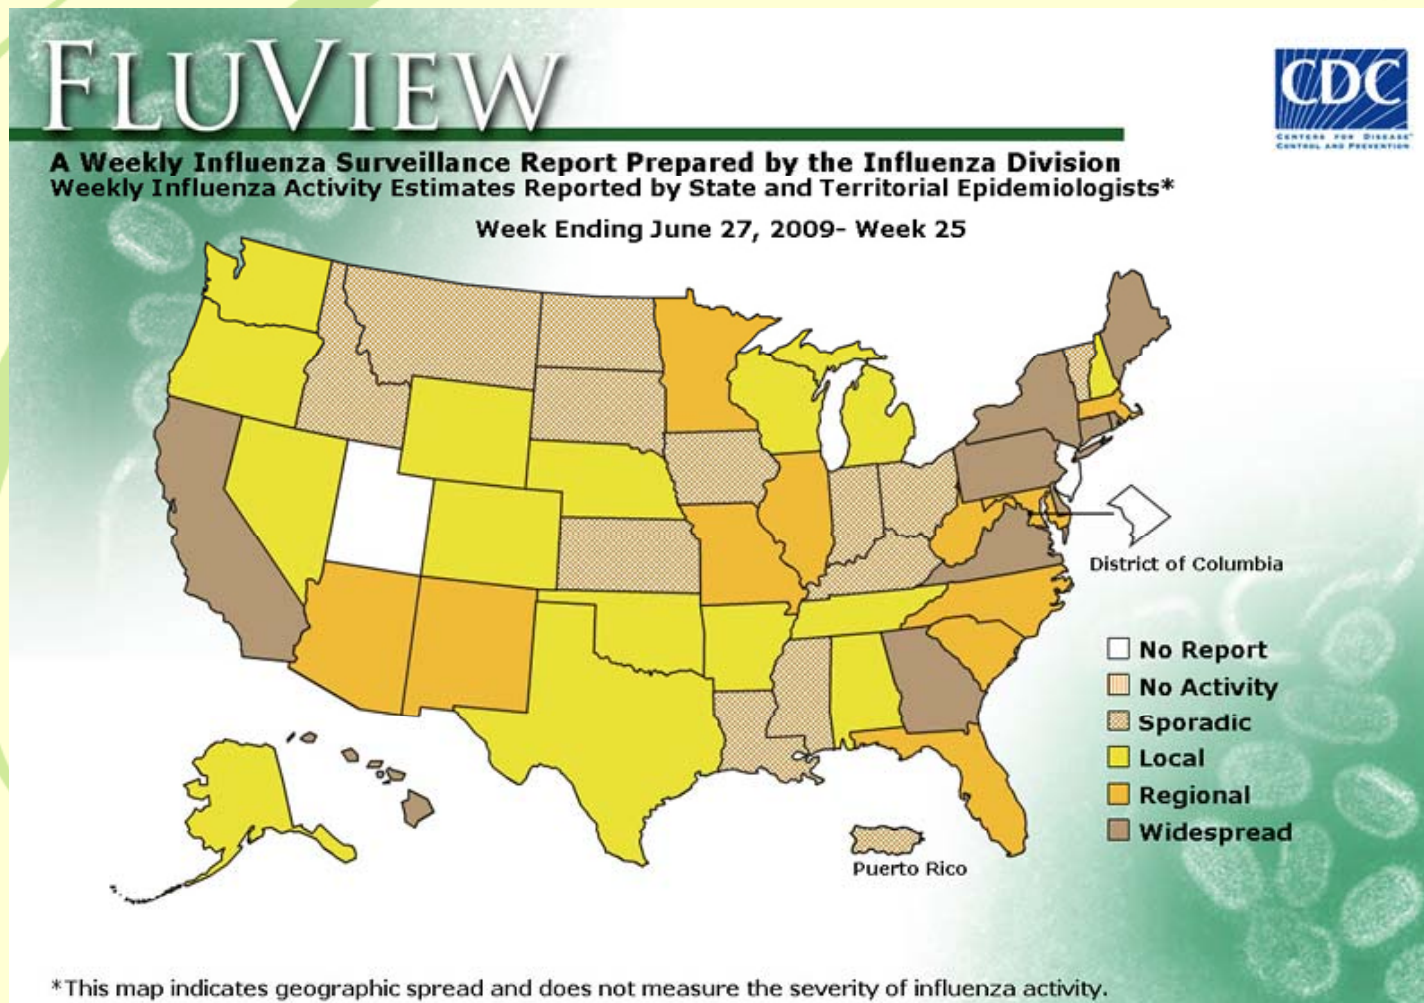 FLUVIEW
CDC
CENTERS FOR DISEASE
CONTROL AND PREVENTION
A Weekly Influenza Surveillance Report Prepared by the Influenza Division
Weekly Influenza Activity Estimates Reported by State and Territorial Epidemiologists*
Week Ending June 27, 2009- Week 25
District of Columbia
No Report
No Activity
Sporadic
Local
Regional
Widespread
Puerto Rico
*This map indicates geographic spread and does not measure the severity of influenza activity.